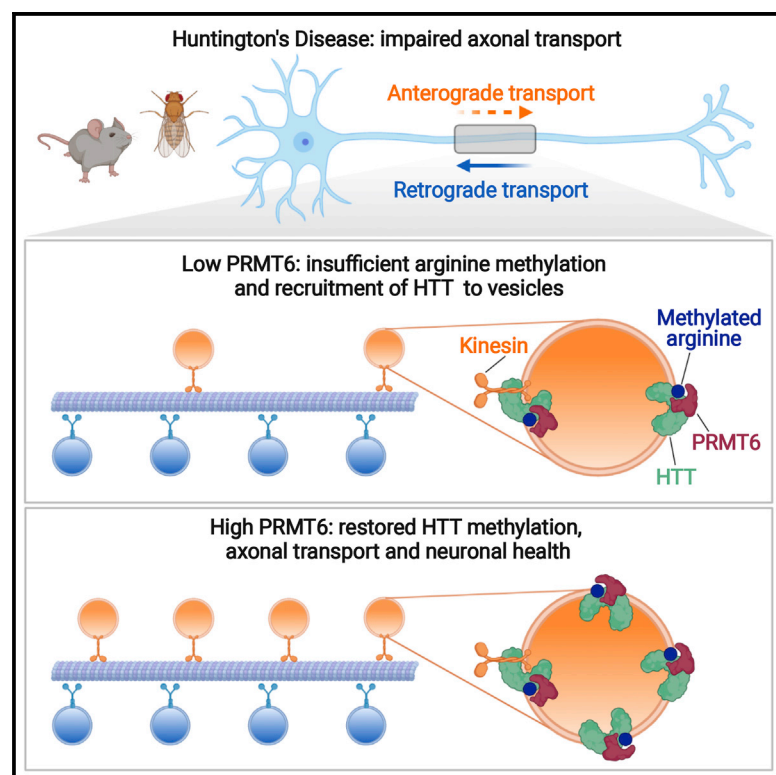 Huntington's Disease: impaired axonal transport
Anterograde transport
Retrograde transport
Low PRMT6: insufficient arginine methylation
and recruitment of HTT to vesicles
Kinesin
Methylated
arginine
PRMT6
HTT
High PRMT6: restored HTT methylation,
axonal transport and neuronal health